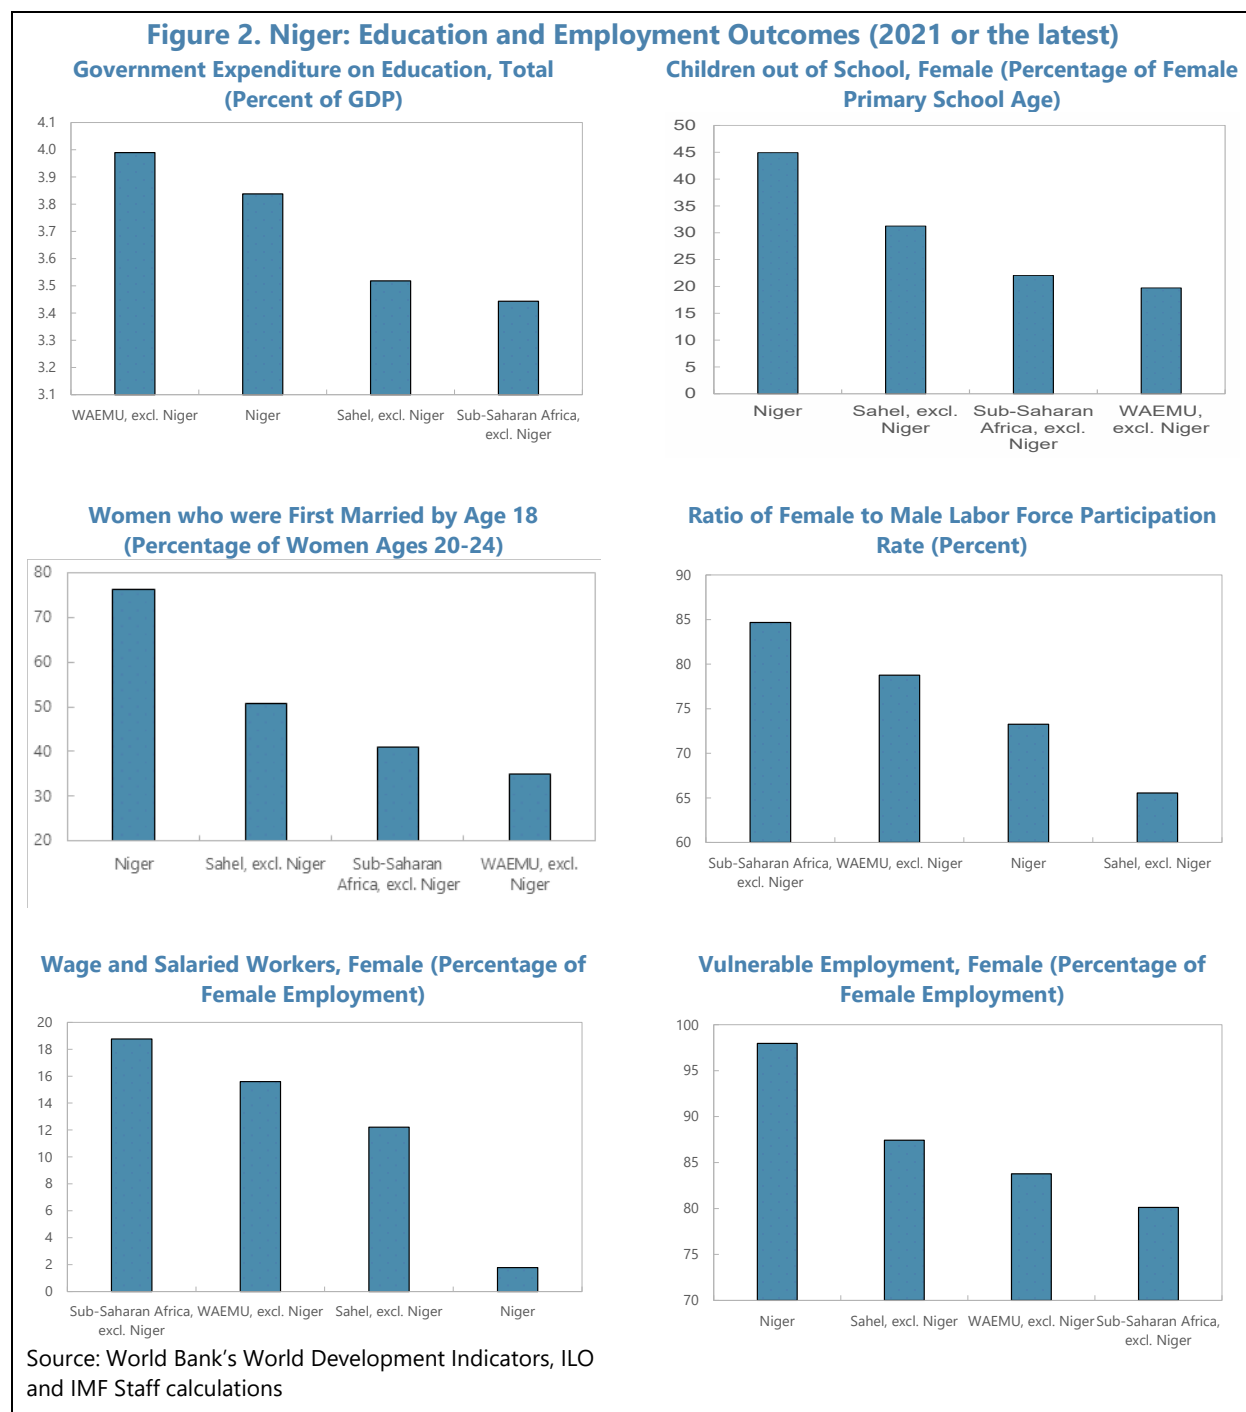 Figure 2. Niger: Education and Employment Outcomes (2021 or the latest)
Government Expenditure on Education, Total
(Percent of GDP)
4.1
4.0
3.9
3.8
3.7
3.6
3.5
3.4
3.3
3.2
3.1
WAEMU, excl. Niger
Niger
Sahel, excl. Niger
Sub-Saharan Africa,
excl. Niger
Children out of School, Female (Percentage of Female
Primary School Age)
50
45
40
35
30
25
20
15
10
5
0
Niger
Sahel, excl.
Niger
Sub-Saharan
Africa, excl.
Niger
WAEMU,
excl. Niger
Women who were First Married by Age 18
(Percentage of Women Ages 20-24)
80
70
60
50
40
30
20
Niger
Sahel, excl. Niger
Sub-Saharan
Africa, excl. Niger
WAEMU, excl.
Niger
Ratio of Female to Male Labor Force Participation
Rate (Percent)
90
85
80
75
70
65
60
Sub-Saharan Africa,
excl. Niger
WAEMU, excl. Niger
Niger
Sahel, excl. Niger
Wage and Salaried Workers, Female (Percentage of
Female Employment)
20
18
16
14
12
10
8
6
4
2
0
Sub-Saharan Africa,
excl. Niger
WAEMU, excl. Niger
Sahel, excl. Niger
Niger
Vulnerable Employment, Female (Percentage of
Female Employment)
100
95
90
85
80
75
70
Niger
Sahel, excl. Niger
WAEMU, excl. Niger
Sub-Saharan Africa,
excl. Niger
Source: World Bank’s World Development Indicators, ILO
and IMF Staff calculations